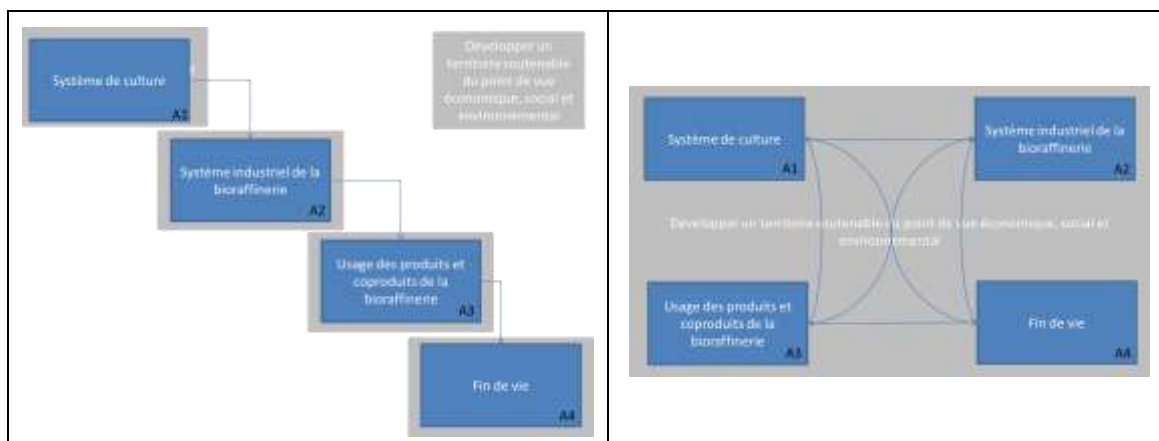 Système de culture
A1
Développer un
territoire soutenable
du point de vue
économique, social et
environnemental
Système industriel de la
bioraffinerie
A2
Usage des produits et
coproduits de la
bioraffinerie
A3
Fin de vie
A4
Système de culture
A1
Système industriel de la
bioraffinerie
A2
Développer un territoire soutenable du point de vue économique, social et
environnemental
Usage des produits et
coproduits de la
bioraffinerie
A3
Fin de vie
A4